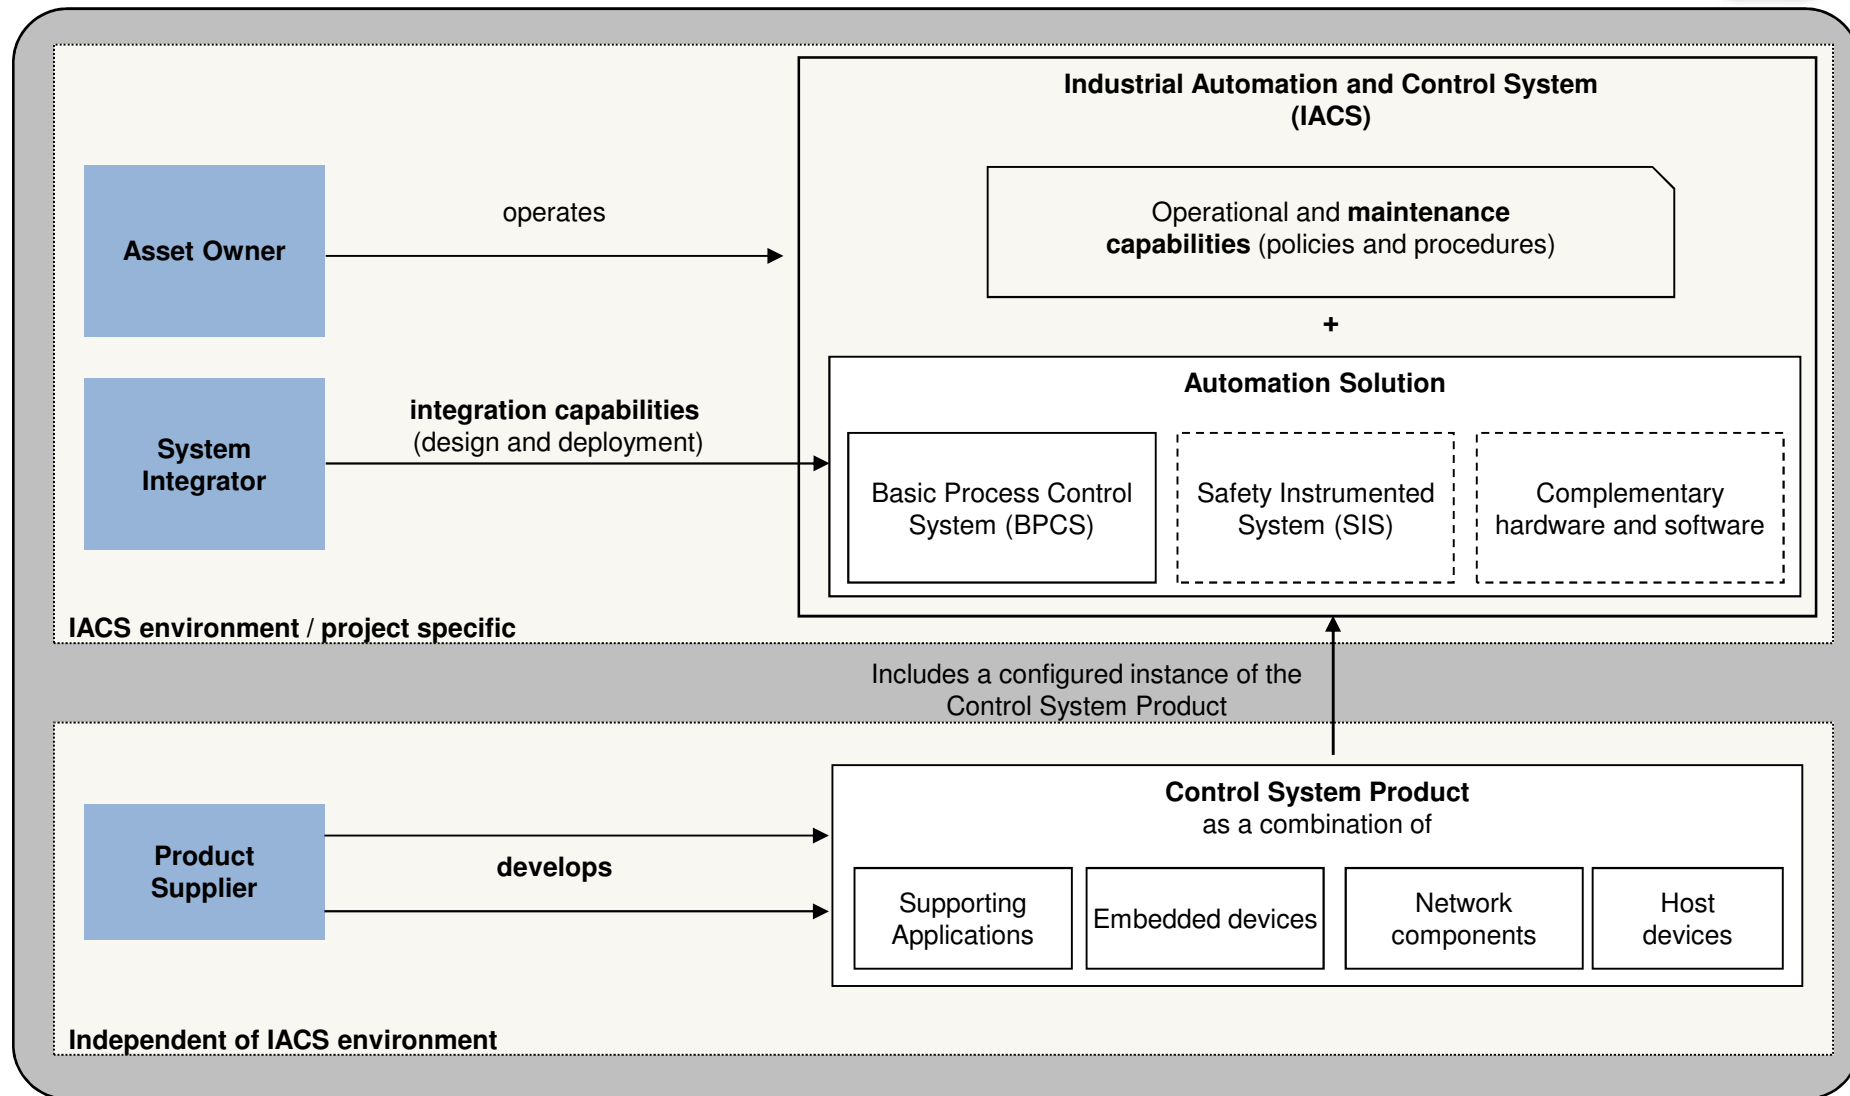 Industrial Automation and Control System
(IACS)
Operational and maintenance
capabilities (policies and procedures)
operates
Asset Owner
+
Automation Solution
integration capabilities
(design and deployment)
System
Integrator
Basic Process Control
System (BPCS)
Safety Instrumented
System (SIS)
Complementary
hardware and software
IACS environment / project specific
Includes a configured instance of the
Control System Product
Control System Product
as a combination of
Product
Supplier
develops
Supporting
Applications
Embedded devices
Network
components
Host
devices
Independent of IACS environment